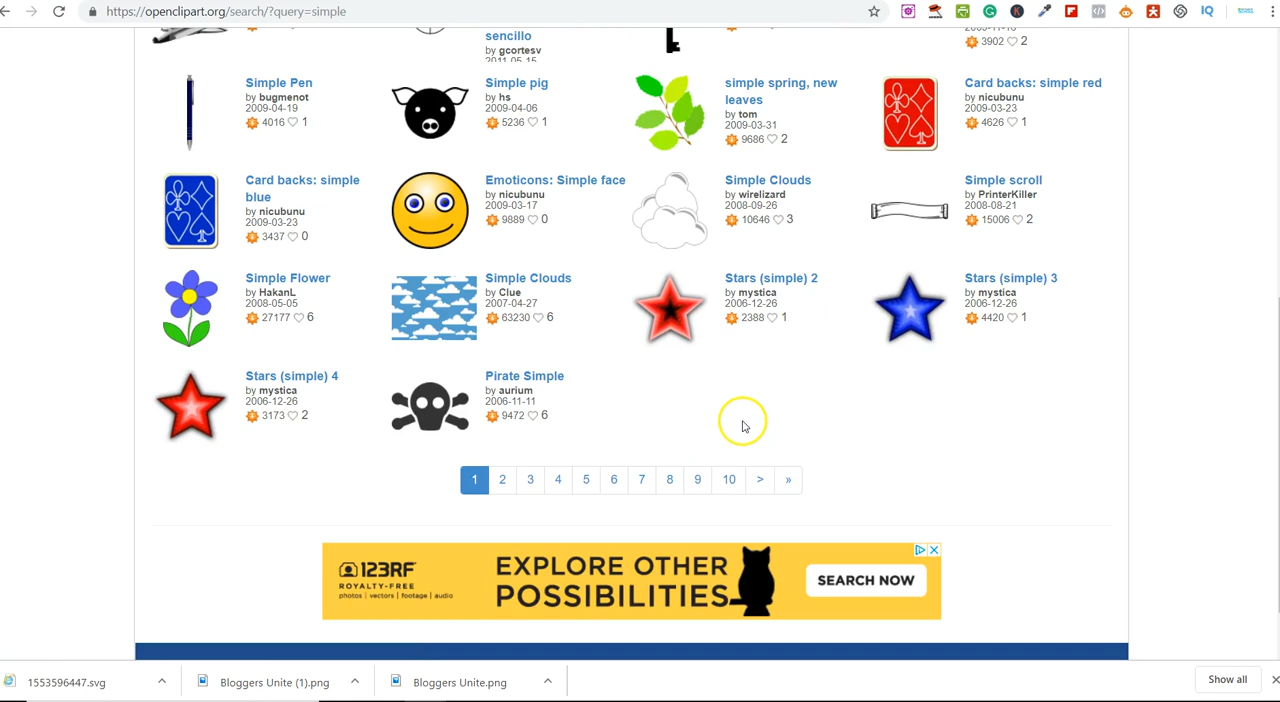 https://openclipart.org/search/?query=simple
sencillo
by gcortesv
2011-05-15
3902 2
Simple Pen
by bugmenot
2009-04-19
4016 1
Simple pig
by hs
2009-04-06
5236 1
simple spring, new
leaves
by tom
2009-03-31
9686 2
Card backs: simple red
by nicubunu
2009-03-23
4626 1
Card backs: simple
blue
by nicubunu
2009-03-23
3437 0
Emoticons: Simple face
by nicubunu
2009-03-17
9889 0
Simple Clouds
by wirelizard
2008-09-26
10646 3
Simple scroll
by PrinterKiller
2008-08-21
15006 2
Simple Flower
by HakanL
2008-05-05
27177 6
Simple Clouds
by Clue
2007-04-27
63230 6
Stars (simple) 2
by mystica
2006-12-26
2388 1
Stars (simple) 3
by mystica
2006-12-26
4420 1
Stars (simple) 4
by mystica
2006-12-26
3173 2
Pirate Simple
by aurium
2006-11-11
9472 6
1 2 3 4 5 6 7 8 9 10 > »
123RF
ROYALTY-FREE
photos | vectors | footage | audio
EXPLORE OTHER
POSSIBILITIES
SEARCH NOW
1553596447.svg
Bloggers Unite (1).png
Bloggers Unite.png
Show all